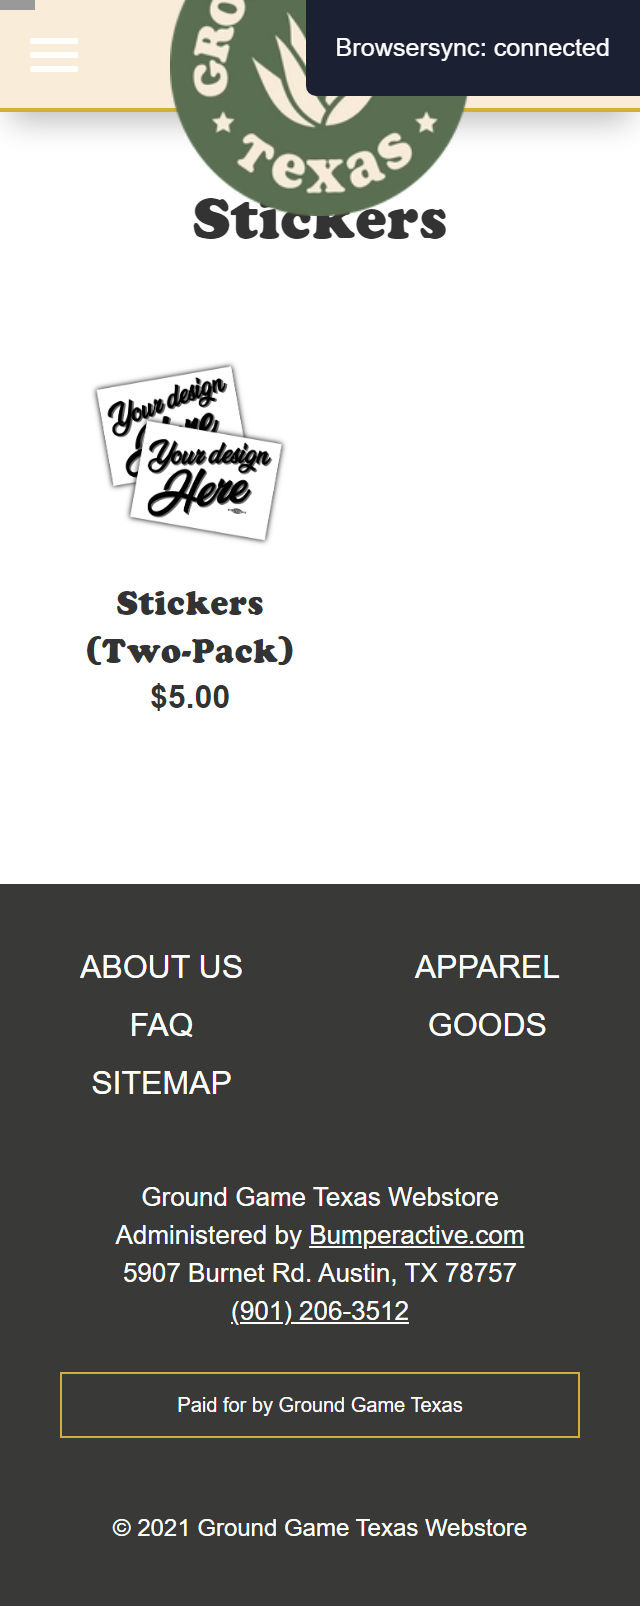 GRO
Browsersync: connected
Texas
Stickers
Your design
Your design
Here
Stickers
(Two-Pack)
$5.00
ABOUT US
APPAREL
FAQ
GOODS
SITEMAP
Ground Game Texas Webstore
Administered by Bumperactive.com
5907 Burnet Rd. Austin, TX 78757
(901) 206-3512
Paid for by Ground Game Texas
© 2021 Ground Game Texas Webstore